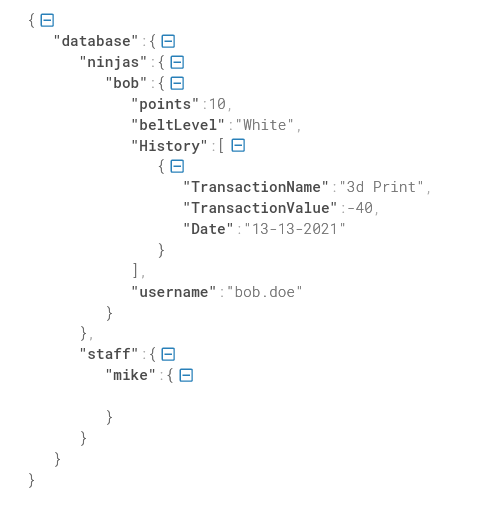 {
"database":{
"ninjas":{
"bob":{
"points":10,
"beltLevel":"White",
"History":[
{
"TransactionName":"3d Print",
"TransactionValue":-40,
"Date":"13-13-2021"
}
],
"username":"bob.doe"
}
},
"staff":{
"mike":{
}
}
}
}